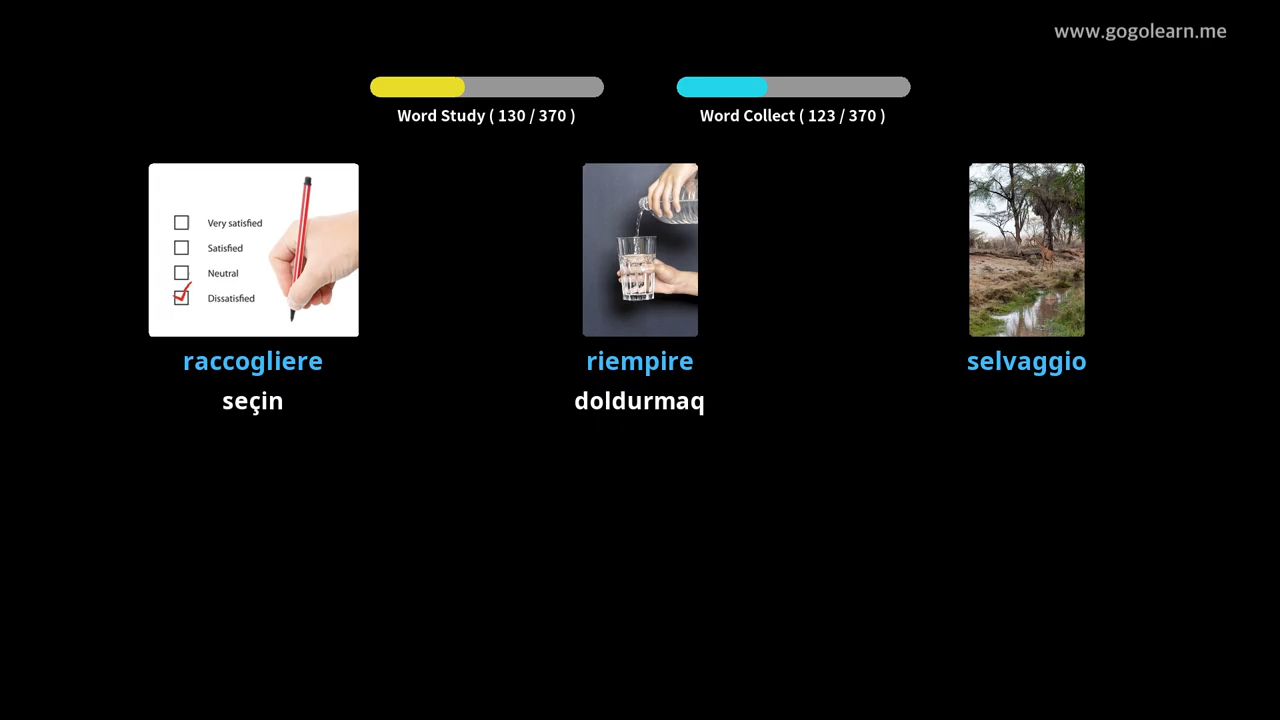 www.gogolearn.me
Word Study ( 130 / 370 )
Word Collect ( 123 / 370 )
Very satisfied
Satisfied
Neutral
Dissatisfied
raccogliere
riempire
selvaggio
seçin
doldurmaq